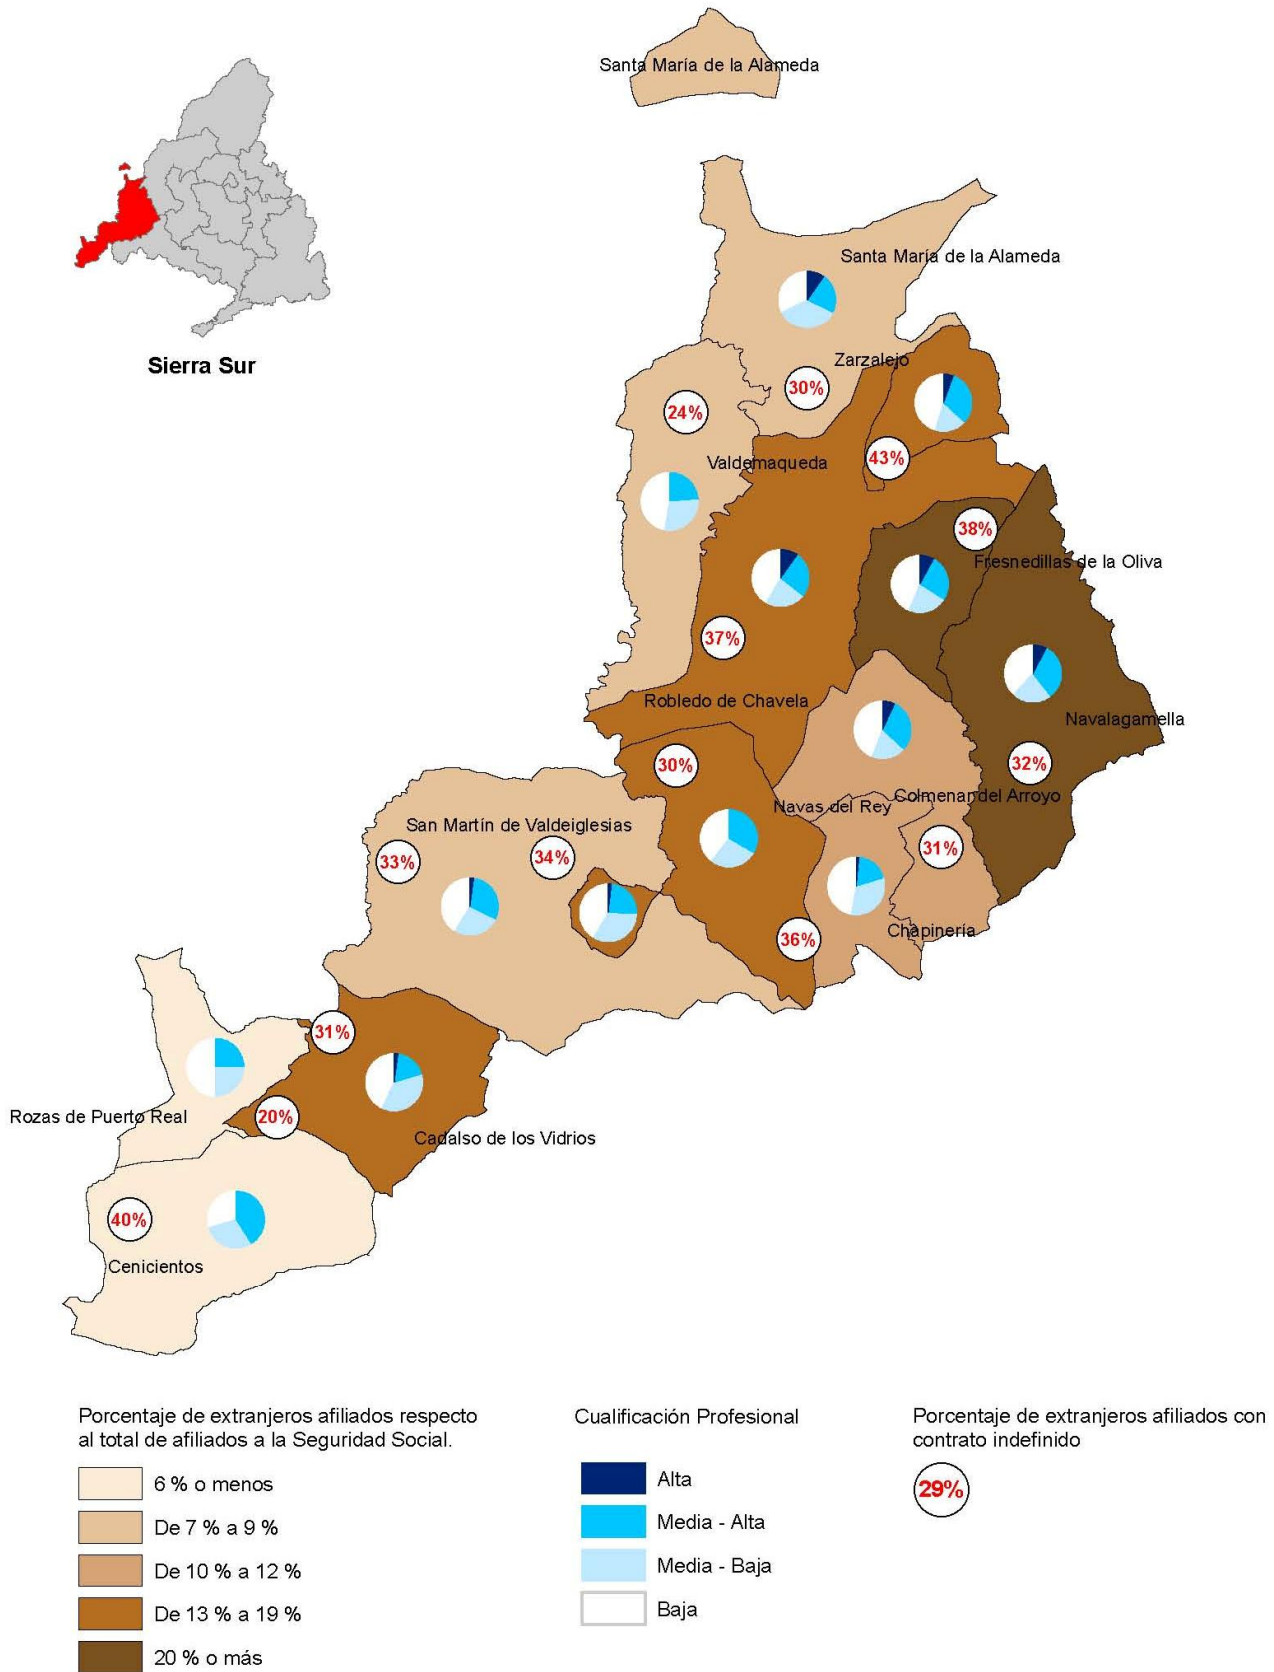 Santa María de la Alameda
Sierra Sur
Santa María de la Alameda
Zarzalejo
30%
24%
Valdemaqueda
43%
38%
Fresnedillas de la Oliva
37%
Robledo de Chavela
Navalagamella
32%
30%
Navas del Rey
Colmenar del Arroyo
San Martín de Valdeiglesias
33%
34%
31%
36%
Chapinería
31%
20%
Rozas de Puerto Real
Cadalso de los Vidrios
40%
Cenicientos
Porcentaje de extranjeros afiliados respecto
al total de afiliados a la Seguridad Social.
6 % o menos
De 7 % a 9 %
De 10 % a 12 %
De 13 % a 19 %
20 % o más
Cualificación Profesional
Alta
Media - Alta
Media - Baja
Baja
Porcentaje de extranjeros afiliados con
contrato indefinido
29%